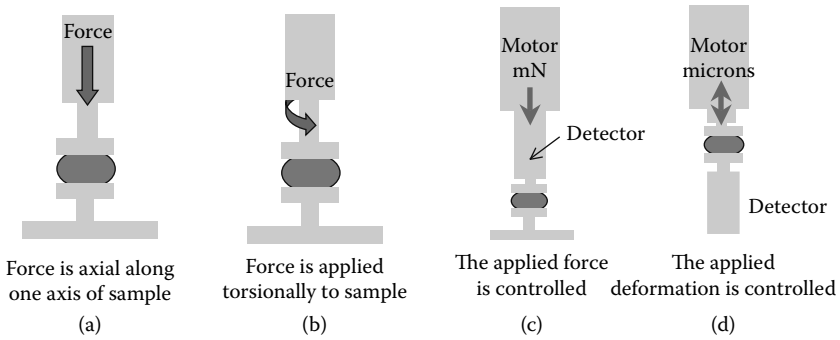 Force
Force is axial along
one axis of sample
(a)
Force
Force is applied
torsionally to sample
(b)
Motor
mN
Detector
The applied force
is controlled
(c)
Motor
microns
Detector
The applied
deformation is controlled
(d)